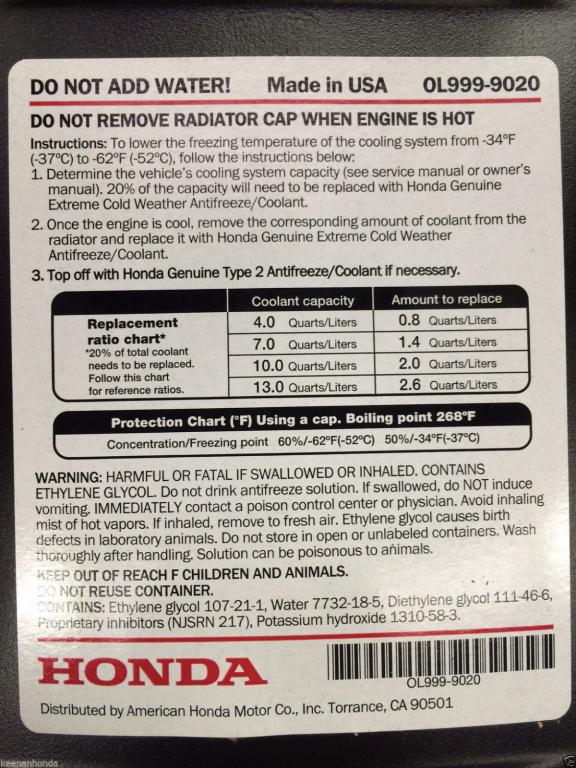 DO NOT ADD WATER! Made in USA OL999-9020
DO NOT REMOVE RADIATOR CAP WHEN ENGINE IS HOT
Instructions: To lower the freezing temperature of the cooling system from -34°F
(-37°C) to -62°F (-52°C), follow the instructions below:
1. Determine the vehicle's cooling system capacity (see service manual or owner's
manual). 20% of the capacity will need to be replaced with Honda Genuine
Extreme Cold Weather Antifreeze/Coolant.
2. Once the engine is cool, remove the corresponding amount of coolant from the
radiator and replace it with Honda Genuine Extreme Cold Weather
Antifreeze/Coolant.
3. Top off with Honda Genuine Type 2 Antifreeze/Coolant if necessary.
Coolant capacity Amount to replace
Replacement
ratio chart*
*20% of total coolant
needs to be replaced.
Follow this chart
for reference ratios.
4.0 Quarts/Liters 0.8 Quarts/Liters
7.0 Quarts/Liters 1.4 Quarts/Liters
10.0 Quarts/Liters 2.0 Quarts/Liters
13.0 Quarts/Liters 2.6 Quarts/Liters
Protection Chart (°F) Using a cap. Boiling point 268°F
Concentration/Freezing point 60%/-62°F(-52°C) 50%/-34°F(-37°C)
WARNING: HARMFUL OR FATAL IF SWALLOWED OR INHALED. CONTAINS
ETHYLENE GLYCOL. Do not drink antifreeze solution. If swallowed, do NOT induce
vomiting. IMMEDIATELY contact a poison control center or physician. Avoid inhaling
mist of hot vapors. If inhaled, remove to fresh air. Ethylene glycol causes birth
defects in laboratory animals. Do not store in open or unlabeled containers. Wash
thoroughly after handling. Solution can be poisonous to animals.
KEEP OUT OF REACH F CHILDREN AND ANIMALS.
DO NOT REUSE CONTAINER.
CONTAINS: Ethylene glycol 107-21-1, Water 7732-18-5, Diethylene glycol 111-46-6,
Proprietary inhibitors (NJSRN 217), Potassium hydroxide 1310-58-3.
HONDA
OL999-9020
Distributed by American Honda Motor Co., Inc. Torrance, CA 90501
keenanhonda